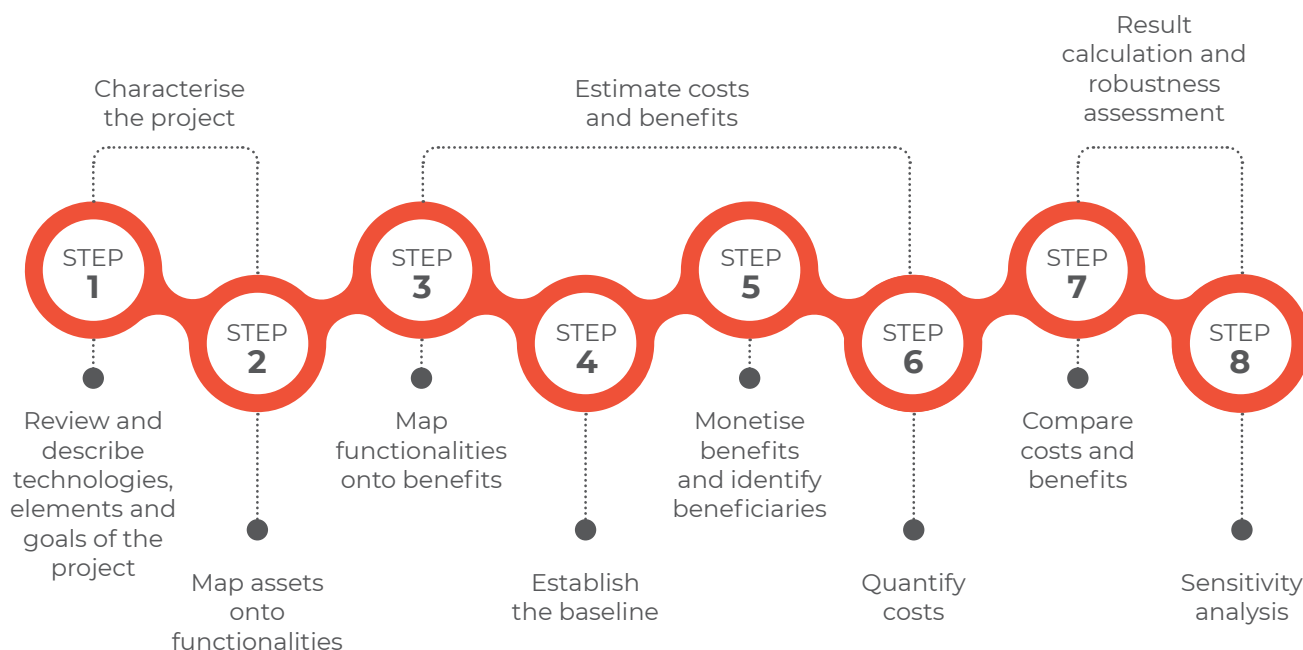 Characterise
the project
Estimate costs
and benefits
Result
calculation and
robustness
assessment
STEP
1
STEP
2
STEP
3
STEP
4
STEP
5
STEP
6
STEP
7
STEP
8
Review and
describe
technologies,
elements and
goals of the
project
Map assets
onto
functionalities
Map
functionalities
onto benefits
Establish
the baseline
Monetise
benefits
and identify
beneficiaries
Quantify
costs
Compare
costs and
benefits
Sensitivity
analysis